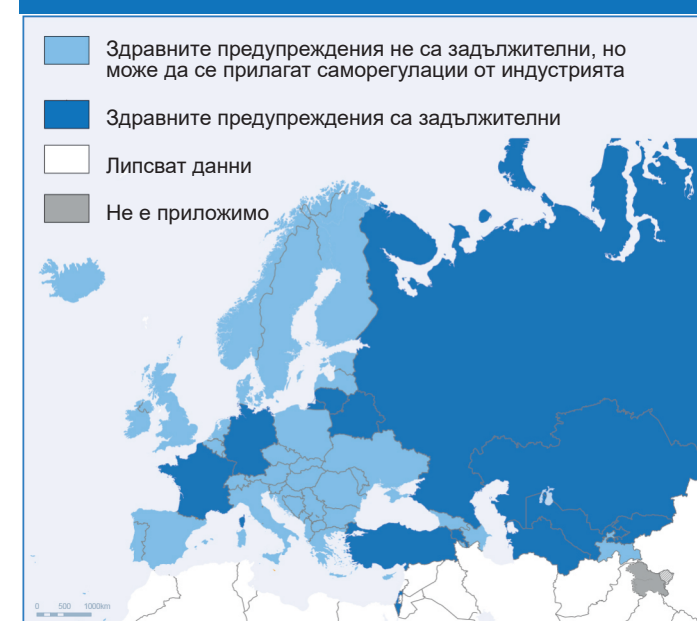 Здравните предупреждения не са задължителни, но
може да се прилагат саморегулации от индустрията
Здравните предупреждения са задължителни
Липсват данни
Не е приложимо
0 500 1000km